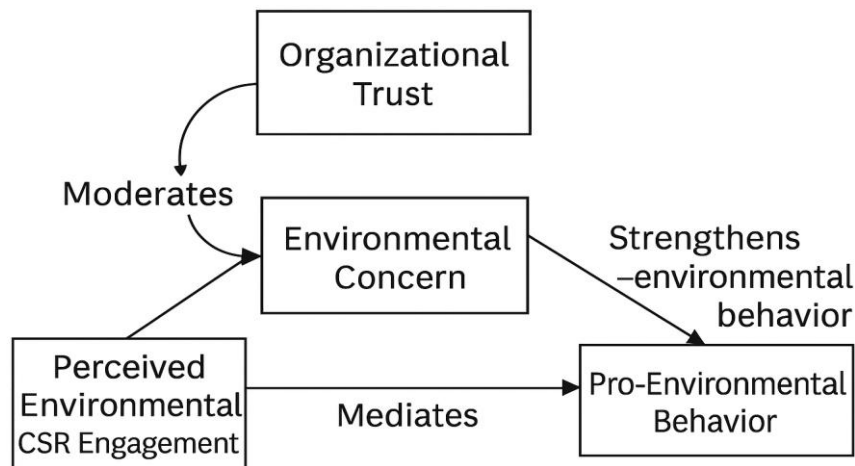 Organizational
Trust
Moderates
Environmental
Concern
Strengthens
–environmental
behavior
Perceived
Environmental
CSR Engagement
Mediates
Pro-Environmental
Behavior